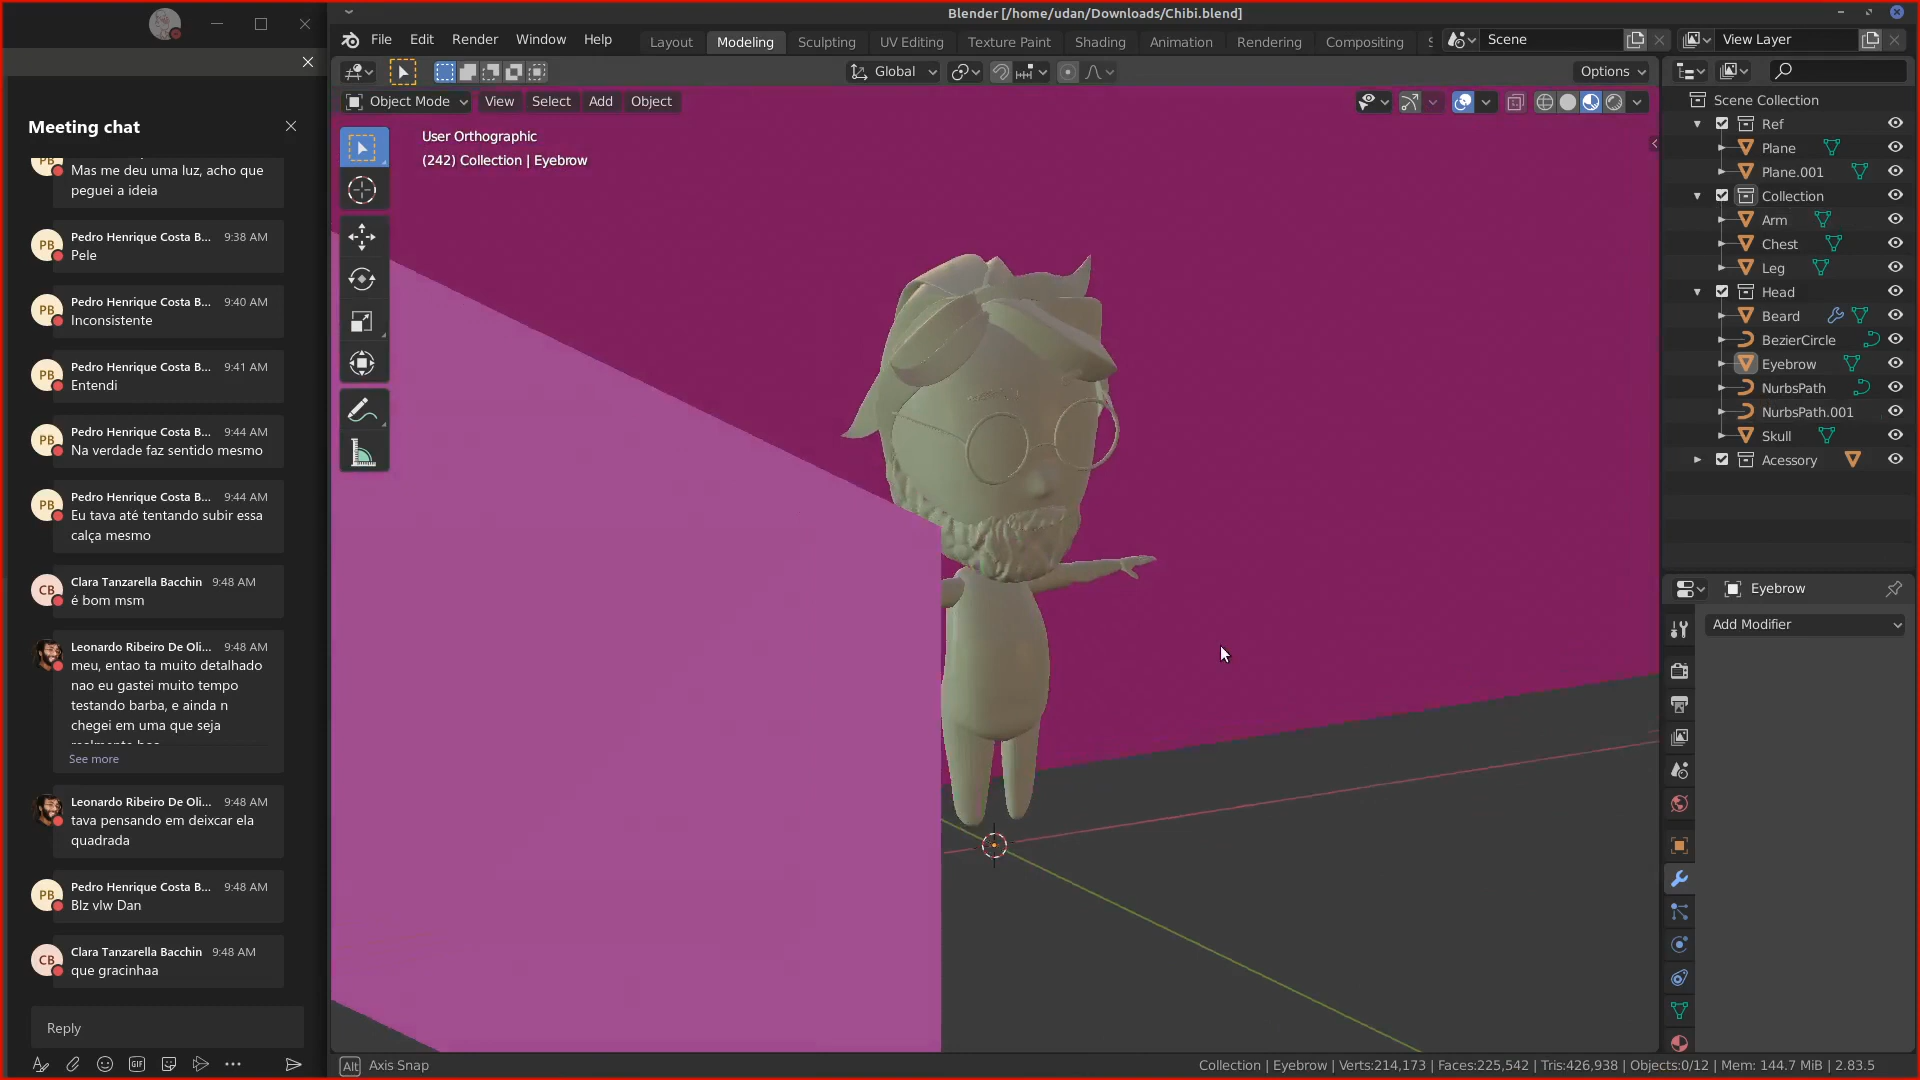 Blender [/home/udan/Downloads/Chibi.blend]
File Edit Render Window Help
Layout Modeling Sculpting UV Editing Texture Paint Shading Animation Rendering Compositing
Scene
View Layer
Global
Options
Object Mode View Select Add Object
User Orthographic
(242) Collection | Eyebrow
Meeting chat
Mas me deu uma luz, acho que
peguei a ideia
PB
Pedro Henrique Costa B... 9:38 AM
Pele
PB
Pedro Henrique Costa B... 9:40 AM
Inconsistente
PB
Pedro Henrique Costa B... 9:41 AM
Entendi
PB
Pedro Henrique Costa B... 9:44 AM
Na verdade faz sentido mesmo
PB
Pedro Henrique Costa B... 9:44 AM
Eu tava até tentando subir essa
calça mesmo
CB
Clara Tanzarella Bacchin 9:48 AM
é bom msm
Leonardo Ribeiro De Oli... 9:48 AM
meu, entao ta muito detalhado
nao eu gastei muito tempo
testando barba, e ainda n
chegei em uma que seja
See more
Leonardo Ribeiro De Oli... 9:48 AM
tava pensando em deixcar ela
quadrada
PB
Pedro Henrique Costa B... 9:48 AM
Blz vlw Dan
CB
Clara Tanzarella Bacchin 9:48 AM
que gracinhaa
Reply
GIF
Scene Collection
Ref
Plane
Plane.001
Collection
Arm
Chest
Leg
Head
Beard
BezierCircle
Eyebrow
NurbsPath
NurbsPath.001
Skull
Acessory
Eyebrow
Add Modifier
Alt Axis Snap
Collection | Eyebrow | Verts:214,173 | Faces:225,542 | Tris:426,938 | Objects:0/12 | Mem: 144.7 MiB | 2.83.5